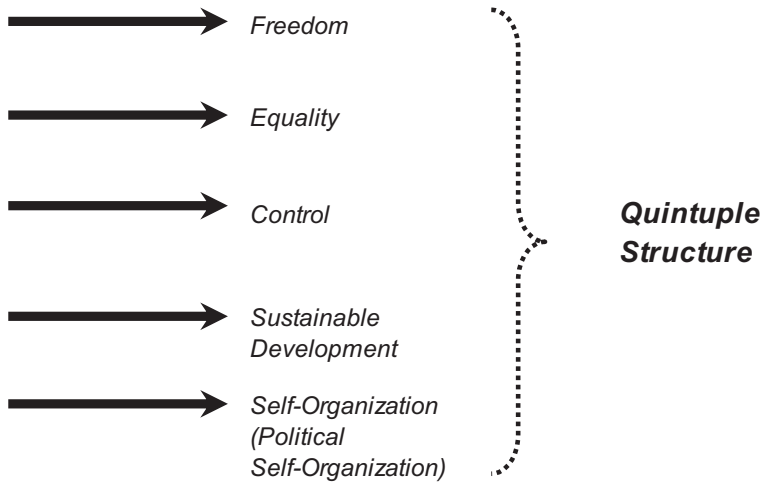 Freedom
Equality
Control
Sustainable
Development
Self-Organization
(Political
Self-Organization)
Quintuple
Structure